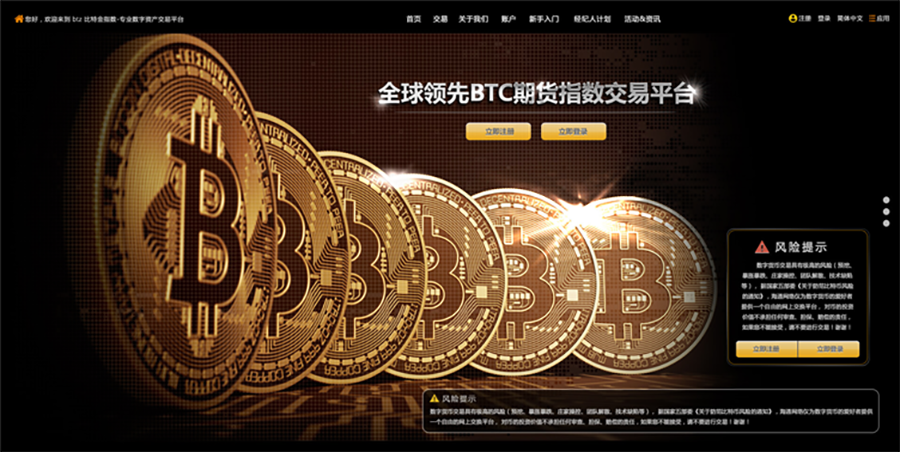 您好，欢迎来到 btz 比特金指数-专业数字资产交易平台
首页 交易 关于我们 账户 新手入门 经纪人计划 活动&资讯
注册 登录 简体中文 应用
全球领先BTC期货指数交易平台
立即注册 立即登录
DECENTRALIZED
PEER TO PEER
风险提示
数字货币交易具有极高的风险（预挖、
暴涨暴跌、庄家操控、团队解散、技术缺陷
等），据国家五部委《关于防范比特币风险
的通知》，海通网络仅为数字货币的爱好者
提供一个自由的网上交换平台，对币的投资
价值不承担任何审查、担保、赔偿的责任，
如果您不能接受，请不要进行交易！谢谢！
立即注册 立即登录
风险提示
数字货币交易具有极高的风险（预挖、暴涨暴跌、庄家操控、团队解散、技术缺陷等），据国家五部委《关于防范比特币风险的通知》，海通网络仅为数字货币的爱好者提供
一个自由的网上交换平台，对币的投资价值不承担任何审查、担保、赔偿的责任，如果您不能接受，请不要进行交易！谢谢！